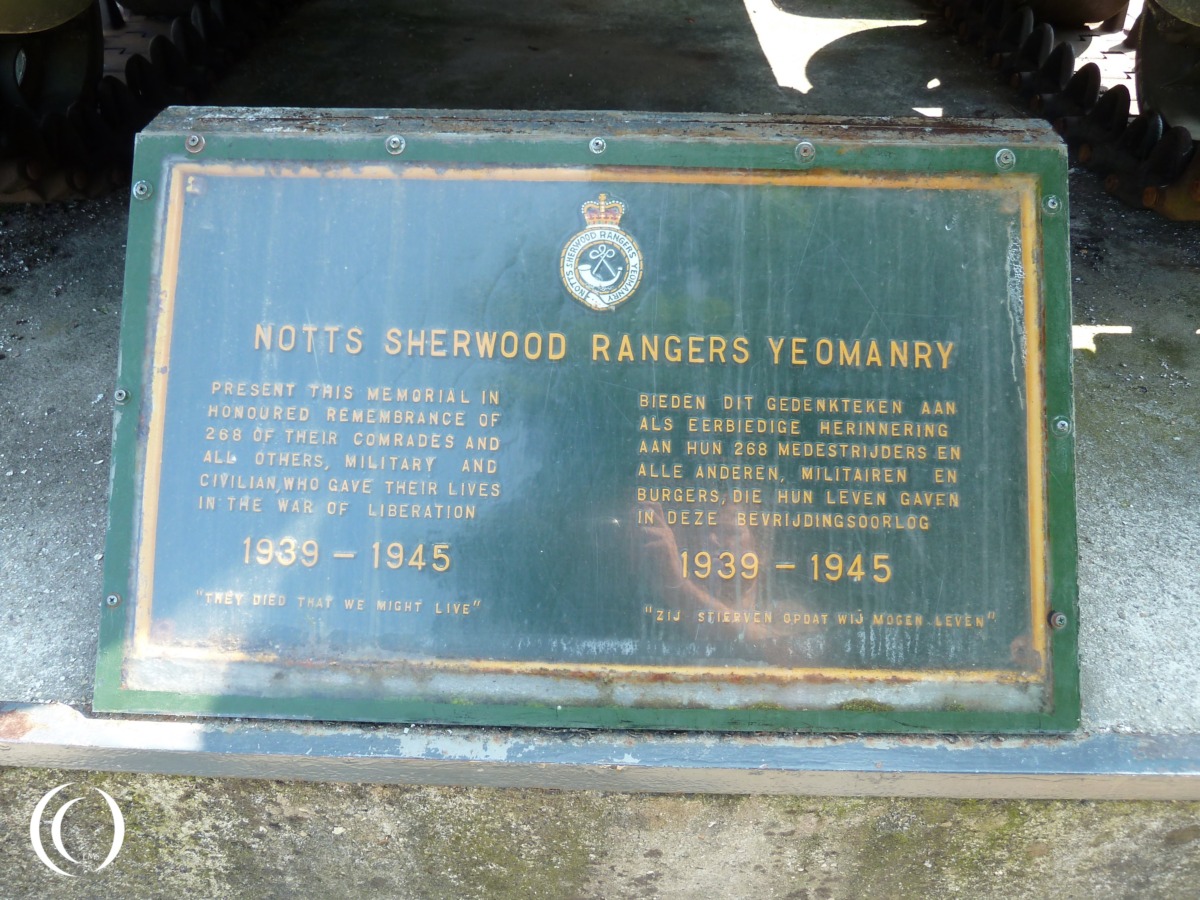 NOTTS SHERWOOD RANGERS YEOMANRY
NOTTS SHERWOOD RANGERS YEOMANRY
PRESENT THIS MEMORIAL IN
HONOURED REMEMBRANCE OF
268 OF THEIR COMRADES AND
ALL OTHERS, MILITARY AND
CIVILIAN, WHO GAVE THEIR LIVES
IN THE WAR OF LIBERATION
1939 – 1945
"THEY DIED THAT WE MIGHT LIVE"
BIEDEN DIT GEDENKTEKEN AAN
ALS EERBIEDIGE HERINNERING
AAN HUN 268 MEDESTRIJDERS EN
ALLE ANDEREN, MILITAIREN EN
BURGERS, DIE HUN LEVEN GAVEN
IN DEZE BEVRIJDINGSOORLOG
1939 – 1945
"ZIJ STIERVEN OPDAT WIJ MOGEN LEVEN"